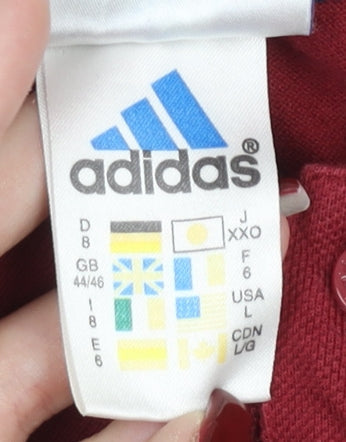 adidas®
D
8
J
XXO
GB
44/46
F
6
I
8
USA
L
E
6
CDN
L/G